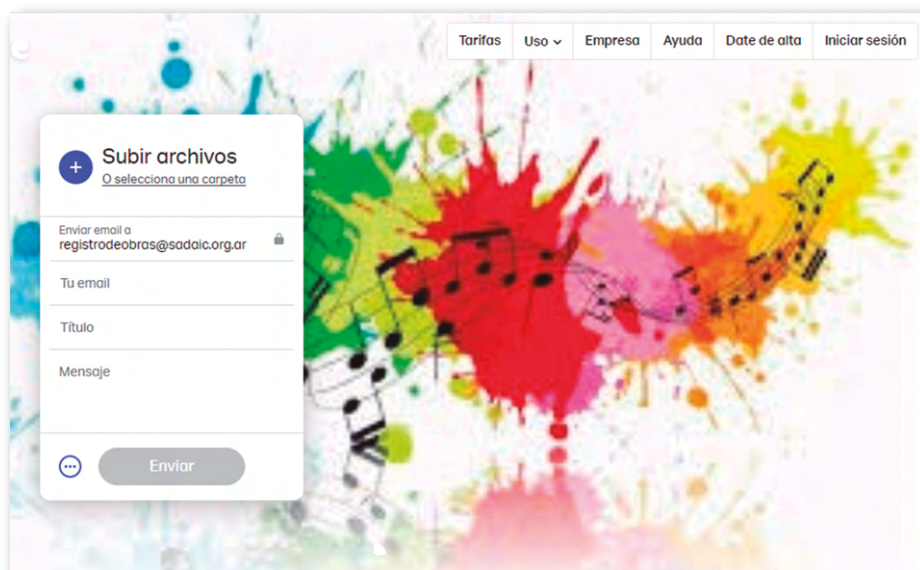 Tarifas Uso Empresa Ayuda Date de alta Iniciar sesión
Subir archivos
O selecciona una carpeta
Enviar email a
registrodeobras@sadaic.org.ar
Tu email
Título
Mensaje
Enviar